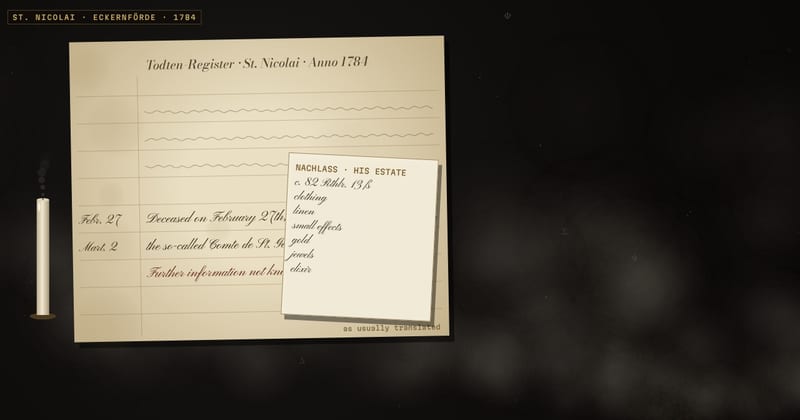 ST. NICOLAI · ECKERNFÖRDE · 1784
Todten-Register · St. Nicolai · Anno 1784
Febr. 27 Deceased on February 27th,
Mart. 2 the so-called Comte de St. Ge
Further information not kn
NACHLASS · HIS ESTATE
c. 82 Rthlr. 13 ß
clothing
linen
small effects
gold
jewels
elixir
as usually translated